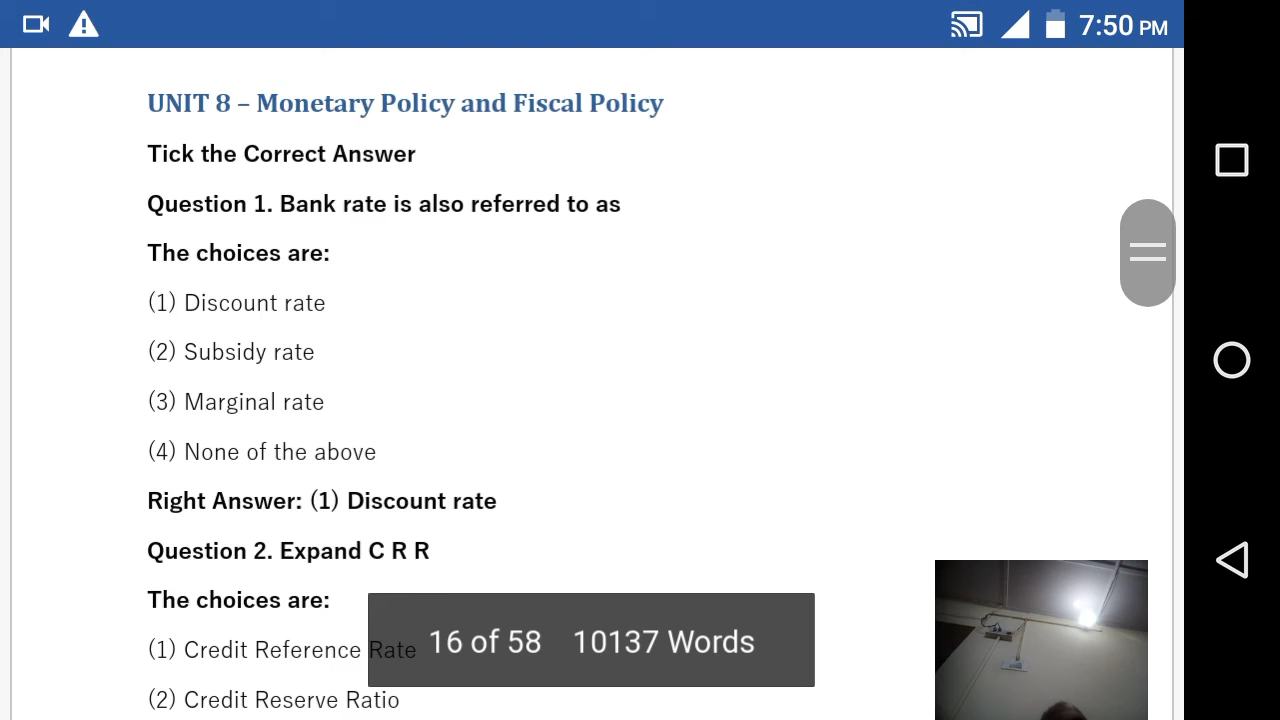 7:50 PM
UNIT 8 – Monetary Policy and Fiscal Policy
Tick the Correct Answer
Question 1. Bank rate is also referred to as
The choices are:
(1) Discount rate
(2) Subsidy rate
(3) Marginal rate
(4) None of the above
Right Answer: (1) Discount rate
Question 2. Expand C R R
The choices are:
(1) Credit Reference Rate
16 of 58 10137 Words
(2) Credit Reserve Ratio